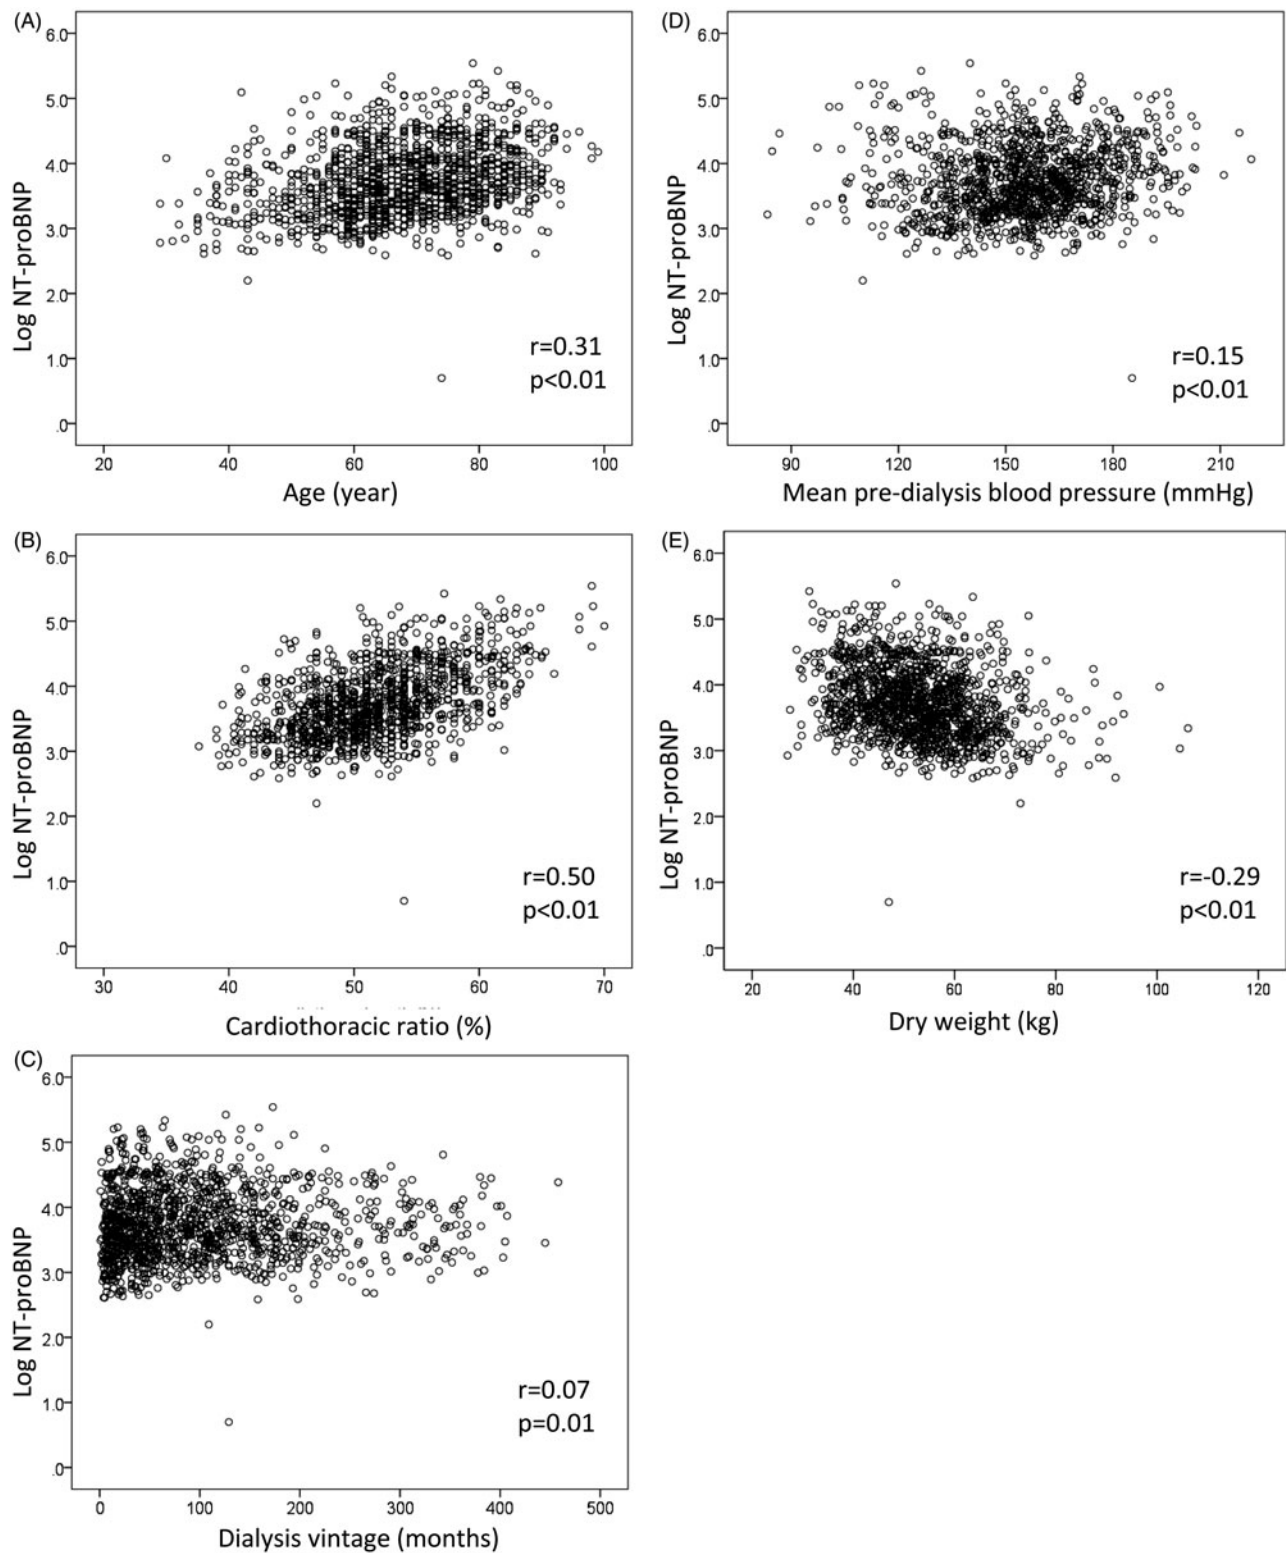 (A)
6.0
5.0
4.0
3.0
2.0
1.0
.0
Log NT-proBNP
r=0.31
p<0.01
20 40 60 80 100
Age (year)
(D)
6.0
5.0
4.0
3.0
2.0
1.0
.0
Log NT-proBNP
r=0.15
p<0.01
90 120 150 180 210
Mean pre-dialysis blood pressure (mmHg)
(B)
6.0
5.0
4.0
3.0
2.0
1.0
.0
Log NT-proBNP
r=0.50
p<0.01
30 40 50 60 70
Cardiothoracic ratio (%)
(E)
6.0
5.0
4.0
3.0
2.0
1.0
.0
Log NT-proBNP
r=-0.29
p<0.01
20 40 60 80 100 120
Dry weight (kg)
(C)
6.0
5.0
4.0
3.0
2.0
1.0
.0
Log NT-proBNP
r=0.07
p=0.01
0 100 200 300 400 500
Dialysis vintage (months)